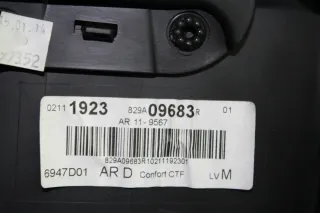 0211 1923 829A 09683 R 01
AR 11-9567
829A09683R10211192301
6947D01 AR D Confort CTF LV M